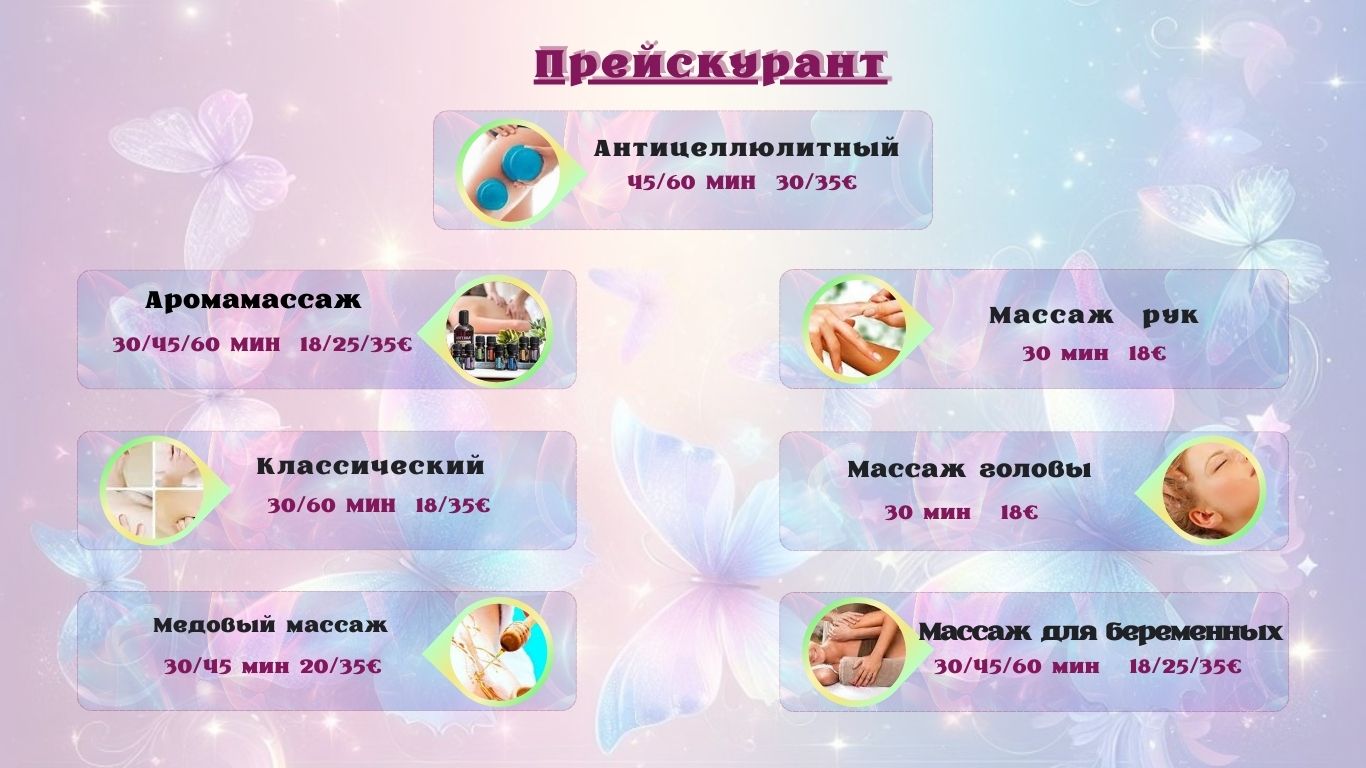 Прейскурант
Антицеллюлитный
45/60 МИН 30/35€
Аромамассаж
30/45/60 МИН 18/25/35€
Классический
30/60 МИН 18/35€
Медовый массаж
30/45 мин 20/35€
Массаж рук
30 мин 18€
Массаж головы
30 мин 18€
Массаж для беременных
30/45/60 мин 18/25/35€